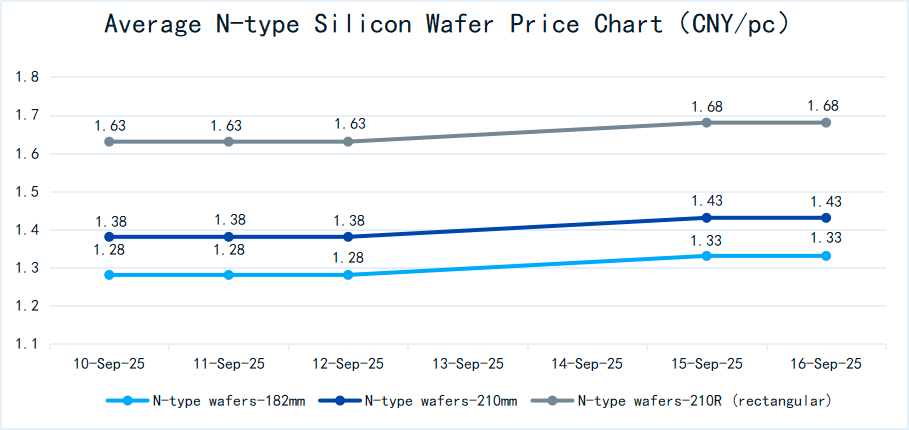 Average N-type Silicon Wafer Price Chart (CNY/pc)
1.8
1.7
1.6
1.5
1.4
1.3
1.2
1.1
1.63 1.63 1.63 1.68 1.68
1.38 1.38 1.38 1.43 1.43
1.28 1.28 1.28 1.33 1.33
10-Sep-25 11-Sep-25 12-Sep-25 13-Sep-25 14-Sep-25 15-Sep-25 16-Sep-25
N-type wafers-182mm N-type wafers-210mm N-type wafers-210R (rectangular)